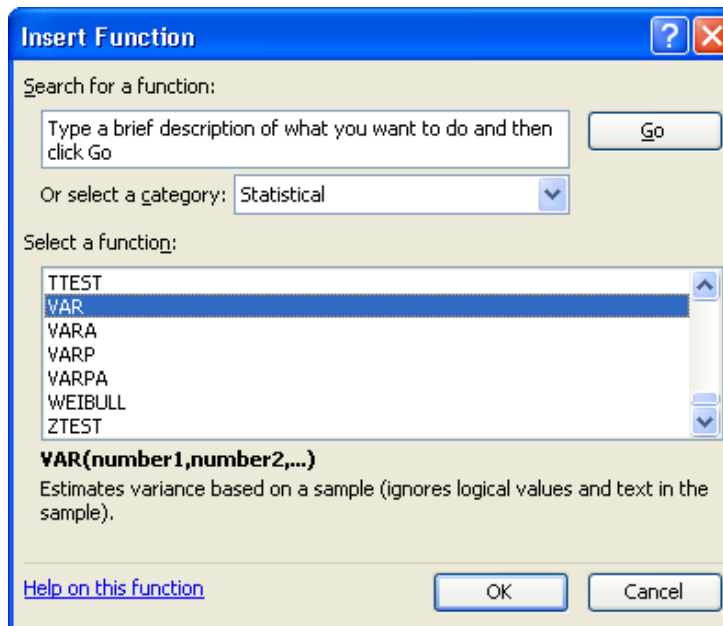 Insert Function
Search for a function:
Type a brief description of what you want to do and then
click Go
Go
Or select a category: Statistical
Select a function:
TTEST
VAR
VARA
VARP
VARPA
WEIBULL
ZTEST
VAR(number1,number2,...)
Estimates variance based on a sample (ignores logical values and text in the
sample).
Help on this function OK Cancel